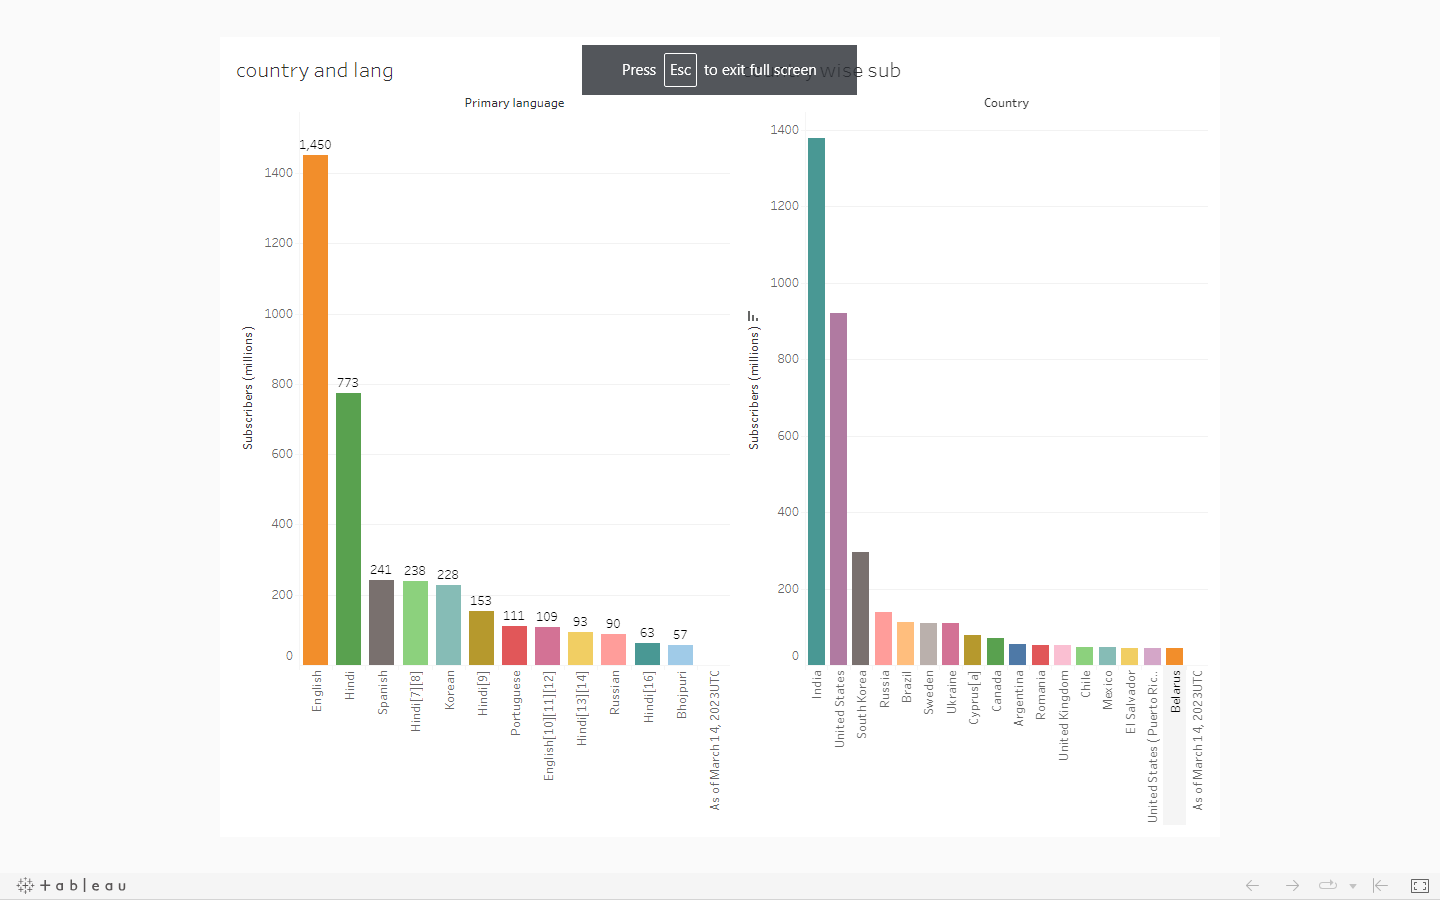 country and lang
Press Esc to exit full screen
wise sub
Primary language
Country
Subscribers (millions)
1400
1200
1000
800
600
400
200
0
1,450
773
241
238
228
153
111
109
93
90
63
57
English
Hindi
Spanish
Hindi[7][8]
Korean
Hindi[9]
Portuguese
English[10][11][12]
Hindi[13][14]
Russian
Hindi[16]
Bhojpuri
As of March 14, 2023UTC
Subscribers (millions)
1400
1200
1000
800
600
400
200
0
India
United States
South Korea
Russia
Brazil
Sweden
Ukraine
Cyprus[a]
Canada
Argentina
Romania
United Kingdom
Chile
Mexico
El Salvador
United States ( Puerto Ric..
Belarus
As of March 14, 2023UTC
+ableau